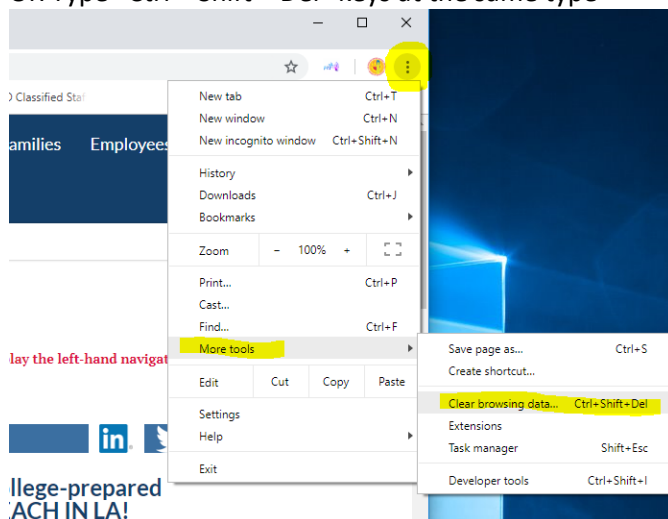 New tab Ctrl+T
Classified Sta
New window Ctrl+N
New incognito window Ctrl+Shift+N
amilies Employees
History
Downloads Ctrl+J
Bookmarks
Zoom - 100% +
Print... Ctrl+P
Cast...
Find... Ctrl+F
More tools
lay the left-hand navigat
Edit Cut Copy Paste
Settings
Help
Exit
Save page as... Ctrl+S
Create shortcut...
Clear browsing data... Ctrl+Shift+Del
Extensions
Task manager Shift+Esc
Developer tools Ctrl+Shift+I
in
llege-prepared
EACH IN LA!